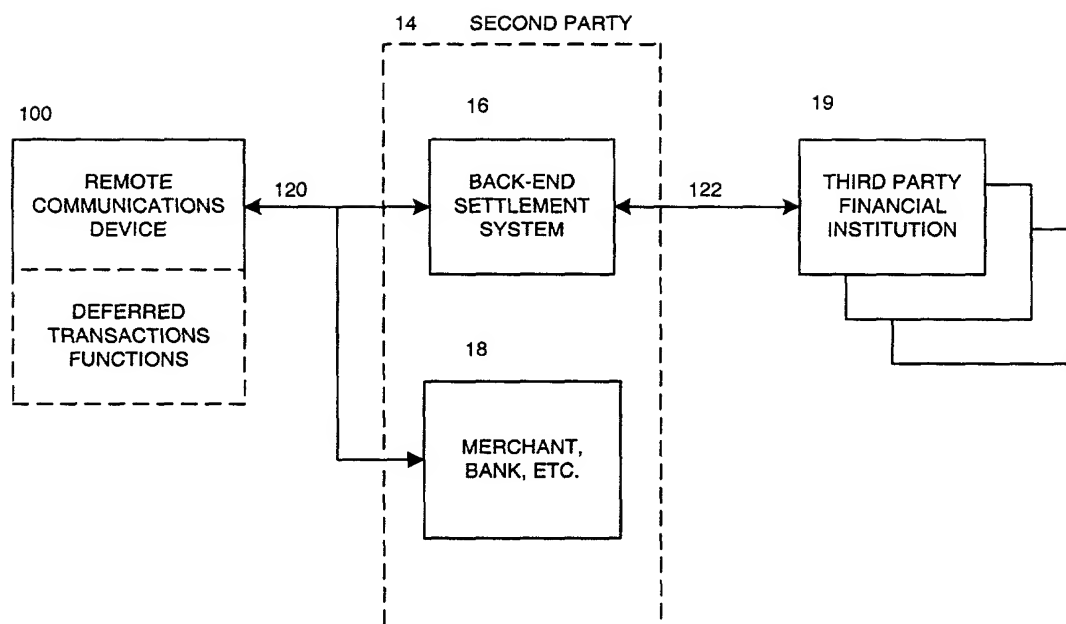 14 SECOND PARTY
100
REMOTE
COMMUNICATIONS
DEVICE
DEFERRED
TRANSACTIONS
FUNCTIONS
120
16
BACK-END
SETTLEMENT
SYSTEM
18
MERCHANT,
BANK, ETC.
122
19
THIRD PARTY
FINANCIAL
INSTITUTION